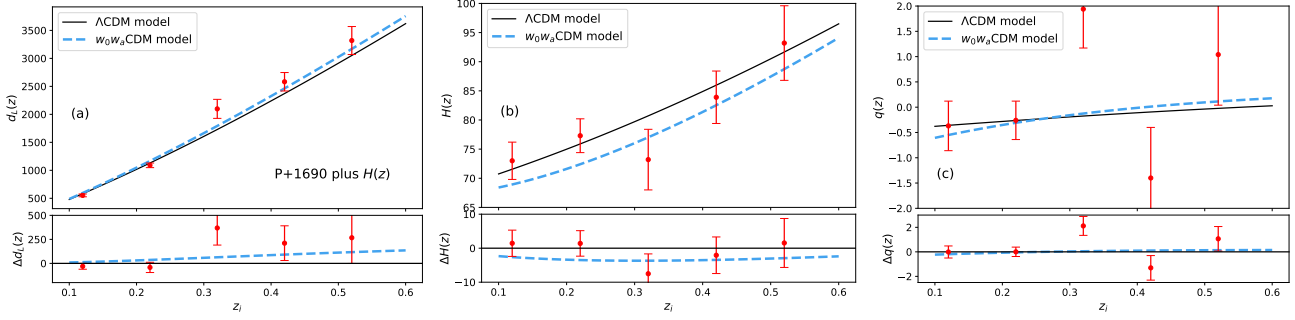 ΛCDM model
w₀wₐCDM model
3500
3000
2500
2000
1500
1000
500
d_L(z)
(a)
P+1690 plus H(z)
500
250
0
Δd_L(z)
0.1 0.2 0.3 0.4 0.5 0.6
z_i
ΛCDM model
w₀wₐCDM model
100
95
90
85
80
75
70
65
H(z)
(b)
0
−10
ΔH(z)
0.1 0.2 0.3 0.4 0.5 0.6
z_i
ΛCDM model
w₀wₐCDM model
2.0
1.5
1.0
0.5
0.0
−0.5
−1.0
−1.5
−2.0
q(z)
(c)
2
0
−2
Δq(z)
0.1 0.2 0.3 0.4 0.5 0.6
z_i